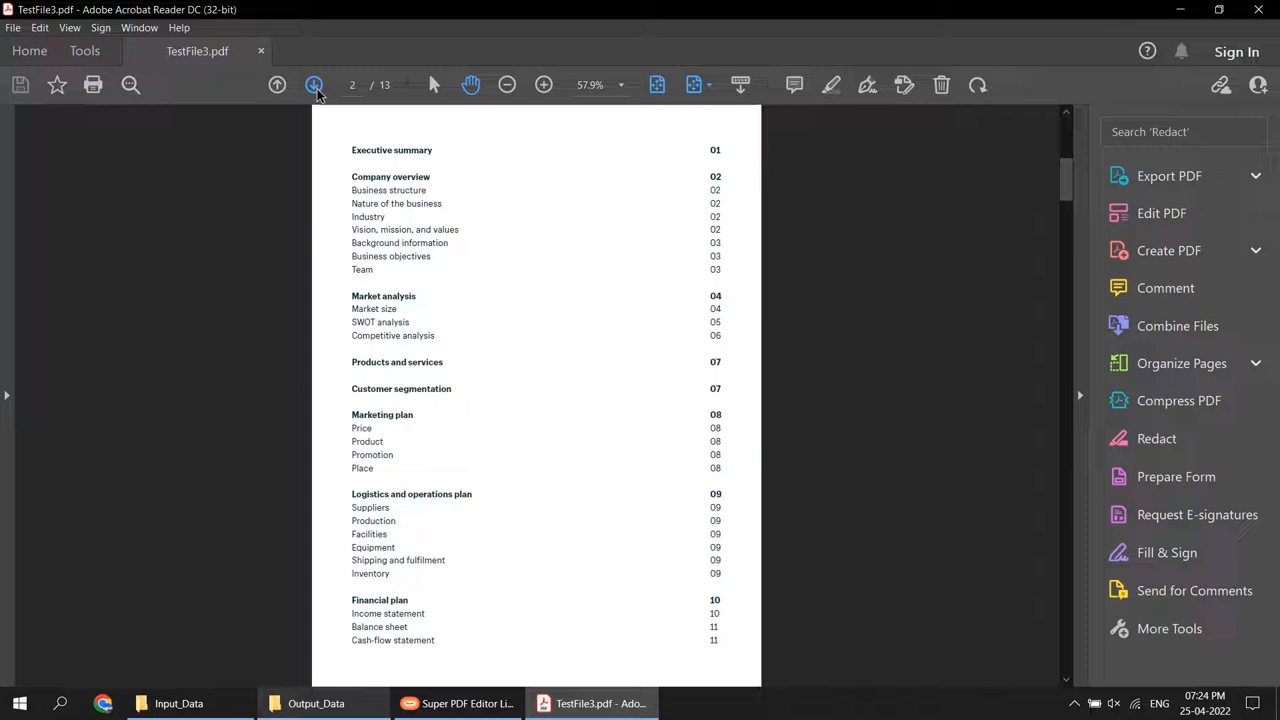 TestFile3.pdf - Adobe Acrobat Reader DC (32-bit)
File Edit View Sign Window Help
Home Tools TestFile3.pdf × Sign In
2 / 13 57.9%
Executive summary 01
Company overview 02
Business structure 02
Nature of the business 02
Industry 02
Vision, mission, and values 02
Background information 03
Business objectives 03
Team 03
Market analysis 04
Market size 04
SWOT analysis 05
Competitive analysis 06
Products and services 07
Customer segmentation 07
Marketing plan 08
Price 08
Product 08
Promotion 08
Place 08
Logistics and operations plan 09
Suppliers 09
Production 09
Facilities 09
Equipment 09
Shipping and fulfilment 09
Inventory 09
Financial plan 10
Income statement 10
Balance sheet 11
Cash-flow statement 11
Search 'Redact'
Export PDF
Edit PDF
Create PDF
Comment
Combine Files
Organize Pages
Compress PDF
Redact
Prepare Form
Request E-signatures
Fill & Sign
Send for Comments
More Tools
Input_Data Output_Data Super PDF Editor Li... TestFile3.pdf - Ado... ENG 07:24 PM
25-04-2022